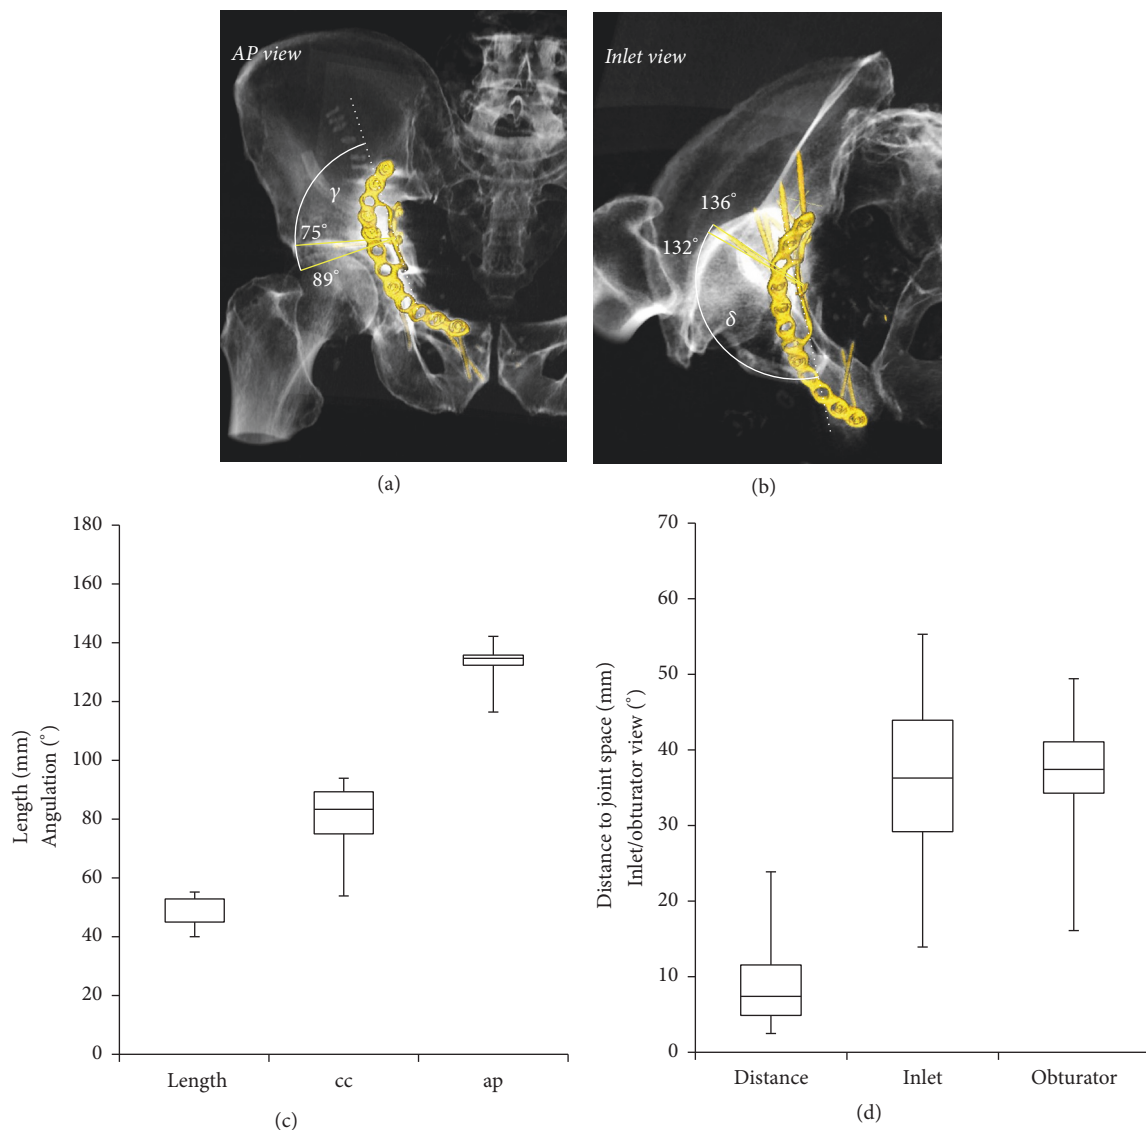 AP view
γ
75°
89°
(a)
Inlet view
136°
132°
δ
(b)
180
160
140
120
100
80
60
40
20
0
Length (mm)
Angulation (°)
Length
cc
ap
(c)
70
60
50
40
30
20
10
0
Distance to joint space (mm)
Inlet/obturator view (°)
Distance
Inlet
Obturator
(d)